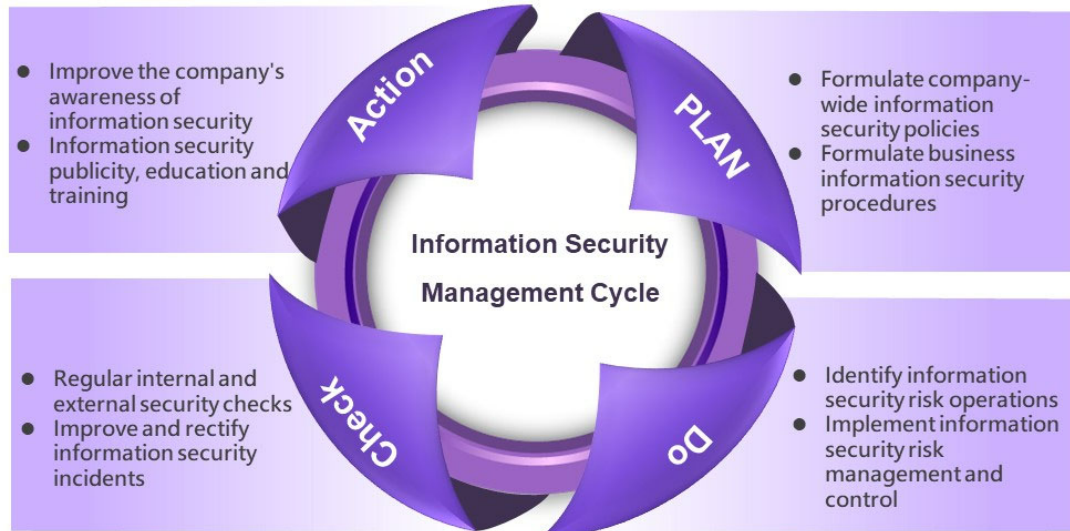 Action
● Improve the company's
awareness of
information security
● Information security
publicity, education and
training
PLAN
● Formulate company-
wide information
security policies
● Formulate business
information security
procedures
Information Security
Management Cycle
Check
● Regular internal and
external security checks
● Improve and rectify
information security
incidents
Do
● Identify information
security risk operations
● Implement information
security risk
management and
control